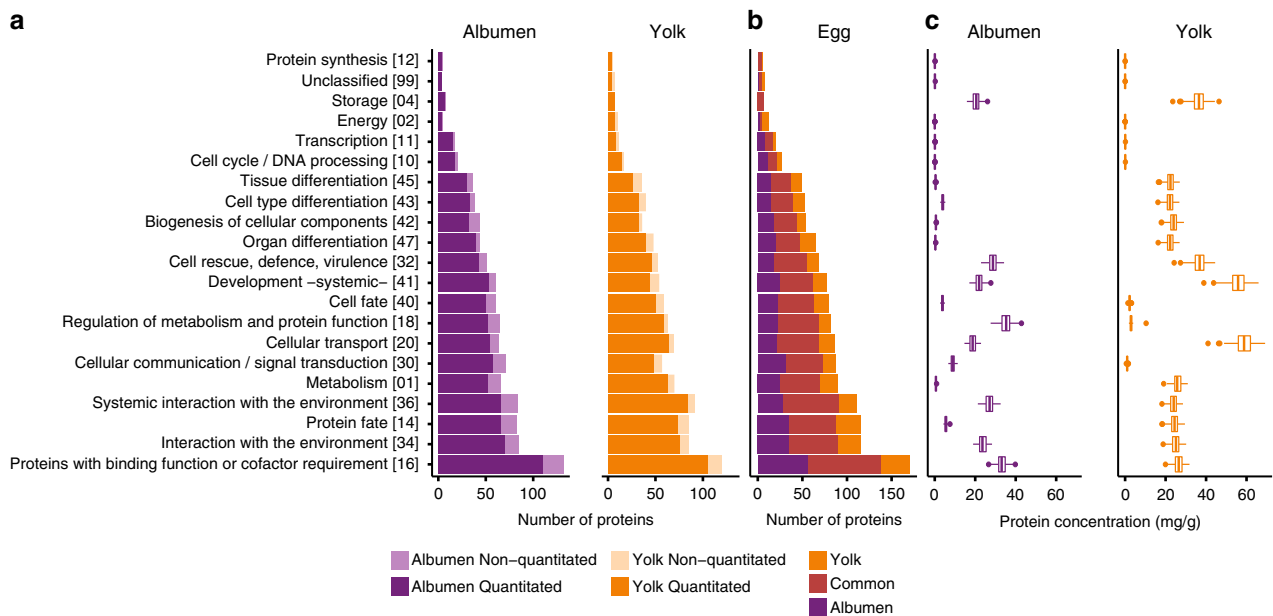 a
b
c
Albumen
Yolk
Egg
Albumen
Yolk
Protein synthesis [12]
Unclassified [99]
Storage [04]
Energy [02]
Transcription [11]
Cell cycle / DNA processing [10]
Tissue differentiation [45]
Cell type differentiation [43]
Biogenesis of cellular components [42]
Organ differentiation [47]
Cell rescue, defence, virulence [32]
Development −systemic− [41]
Cell fate [40]
Regulation of metabolism and protein function [18]
Cellular transport [20]
Cellular communication / signal transduction [30]
Metabolism [01]
Systemic interaction with the environment [36]
Protein fate [14]
Interaction with the environment [34]
Proteins with binding function or cofactor requirement [16]
0 50 100
0 50 100
0 50 100 150
0 20 40 60
0 20 40 60
Number of proteins
Number of proteins
Protein concentration (mg/g)
Albumen Non−quantitated
Albumen Quantitated
Yolk Non−quantitated
Yolk Quantitated
Yolk
Common
Albumen